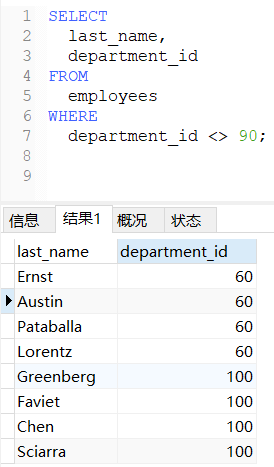 1 SELECT
2 last_name,
3 department_id
4 FROM
5 employees
6 WHERE
7 department_id <> 90;
8
9
信息 结果1 概况 状态
last_name department_id
Ernst 60
Austin 60
Pataballa 60
Lorentz 60
Greenberg 100
Faviet 100
Chen 100
Sciarra 100